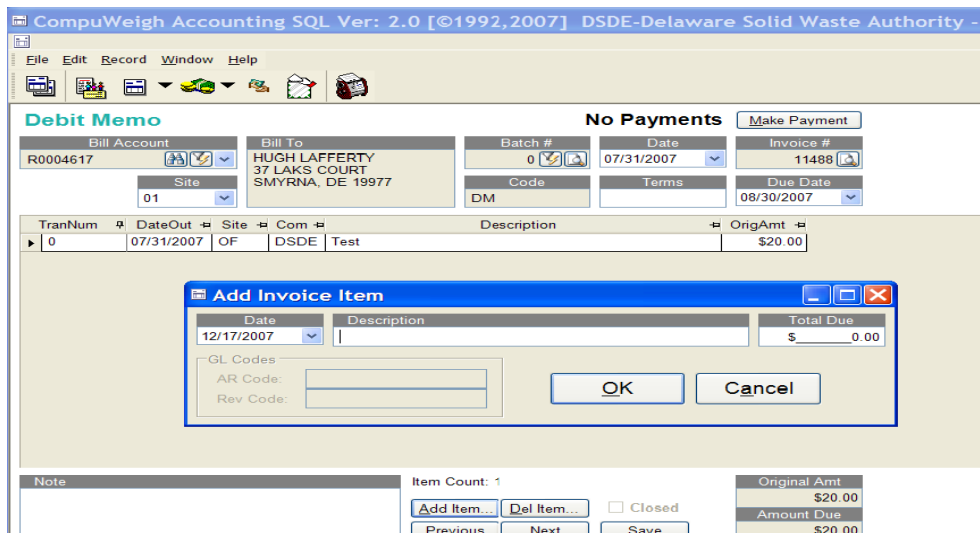 CompuWeigh Accounting SQL Ver: 2.0 [©1992,2007] DSDE-Delaware Solid Waste Authority -
File Edit Record Window Help
Debit Memo No Payments Make Payment
Bill Account Bill To Batch # Date Invoice #
R0004617 HUGH LAFFERTY 0 07/31/2007 11488
37 LAKS COURT
Site SMYRNA, DE 19977 Code Terms Due Date
01 DM 08/30/2007
TranNum DateOut Site Com Description OrigAmt
0 07/31/2007 OF DSDE Test $20.00
Add Invoice Item
Date Description Total Due
12/17/2007 $______0.00
GL Codes
AR Code:
Rev Code:
OK Cancel
Note Item Count: 1 Original Amt
$20.00
Add Item... Del Item... Closed Amount Due
Previous Next Save $20.00